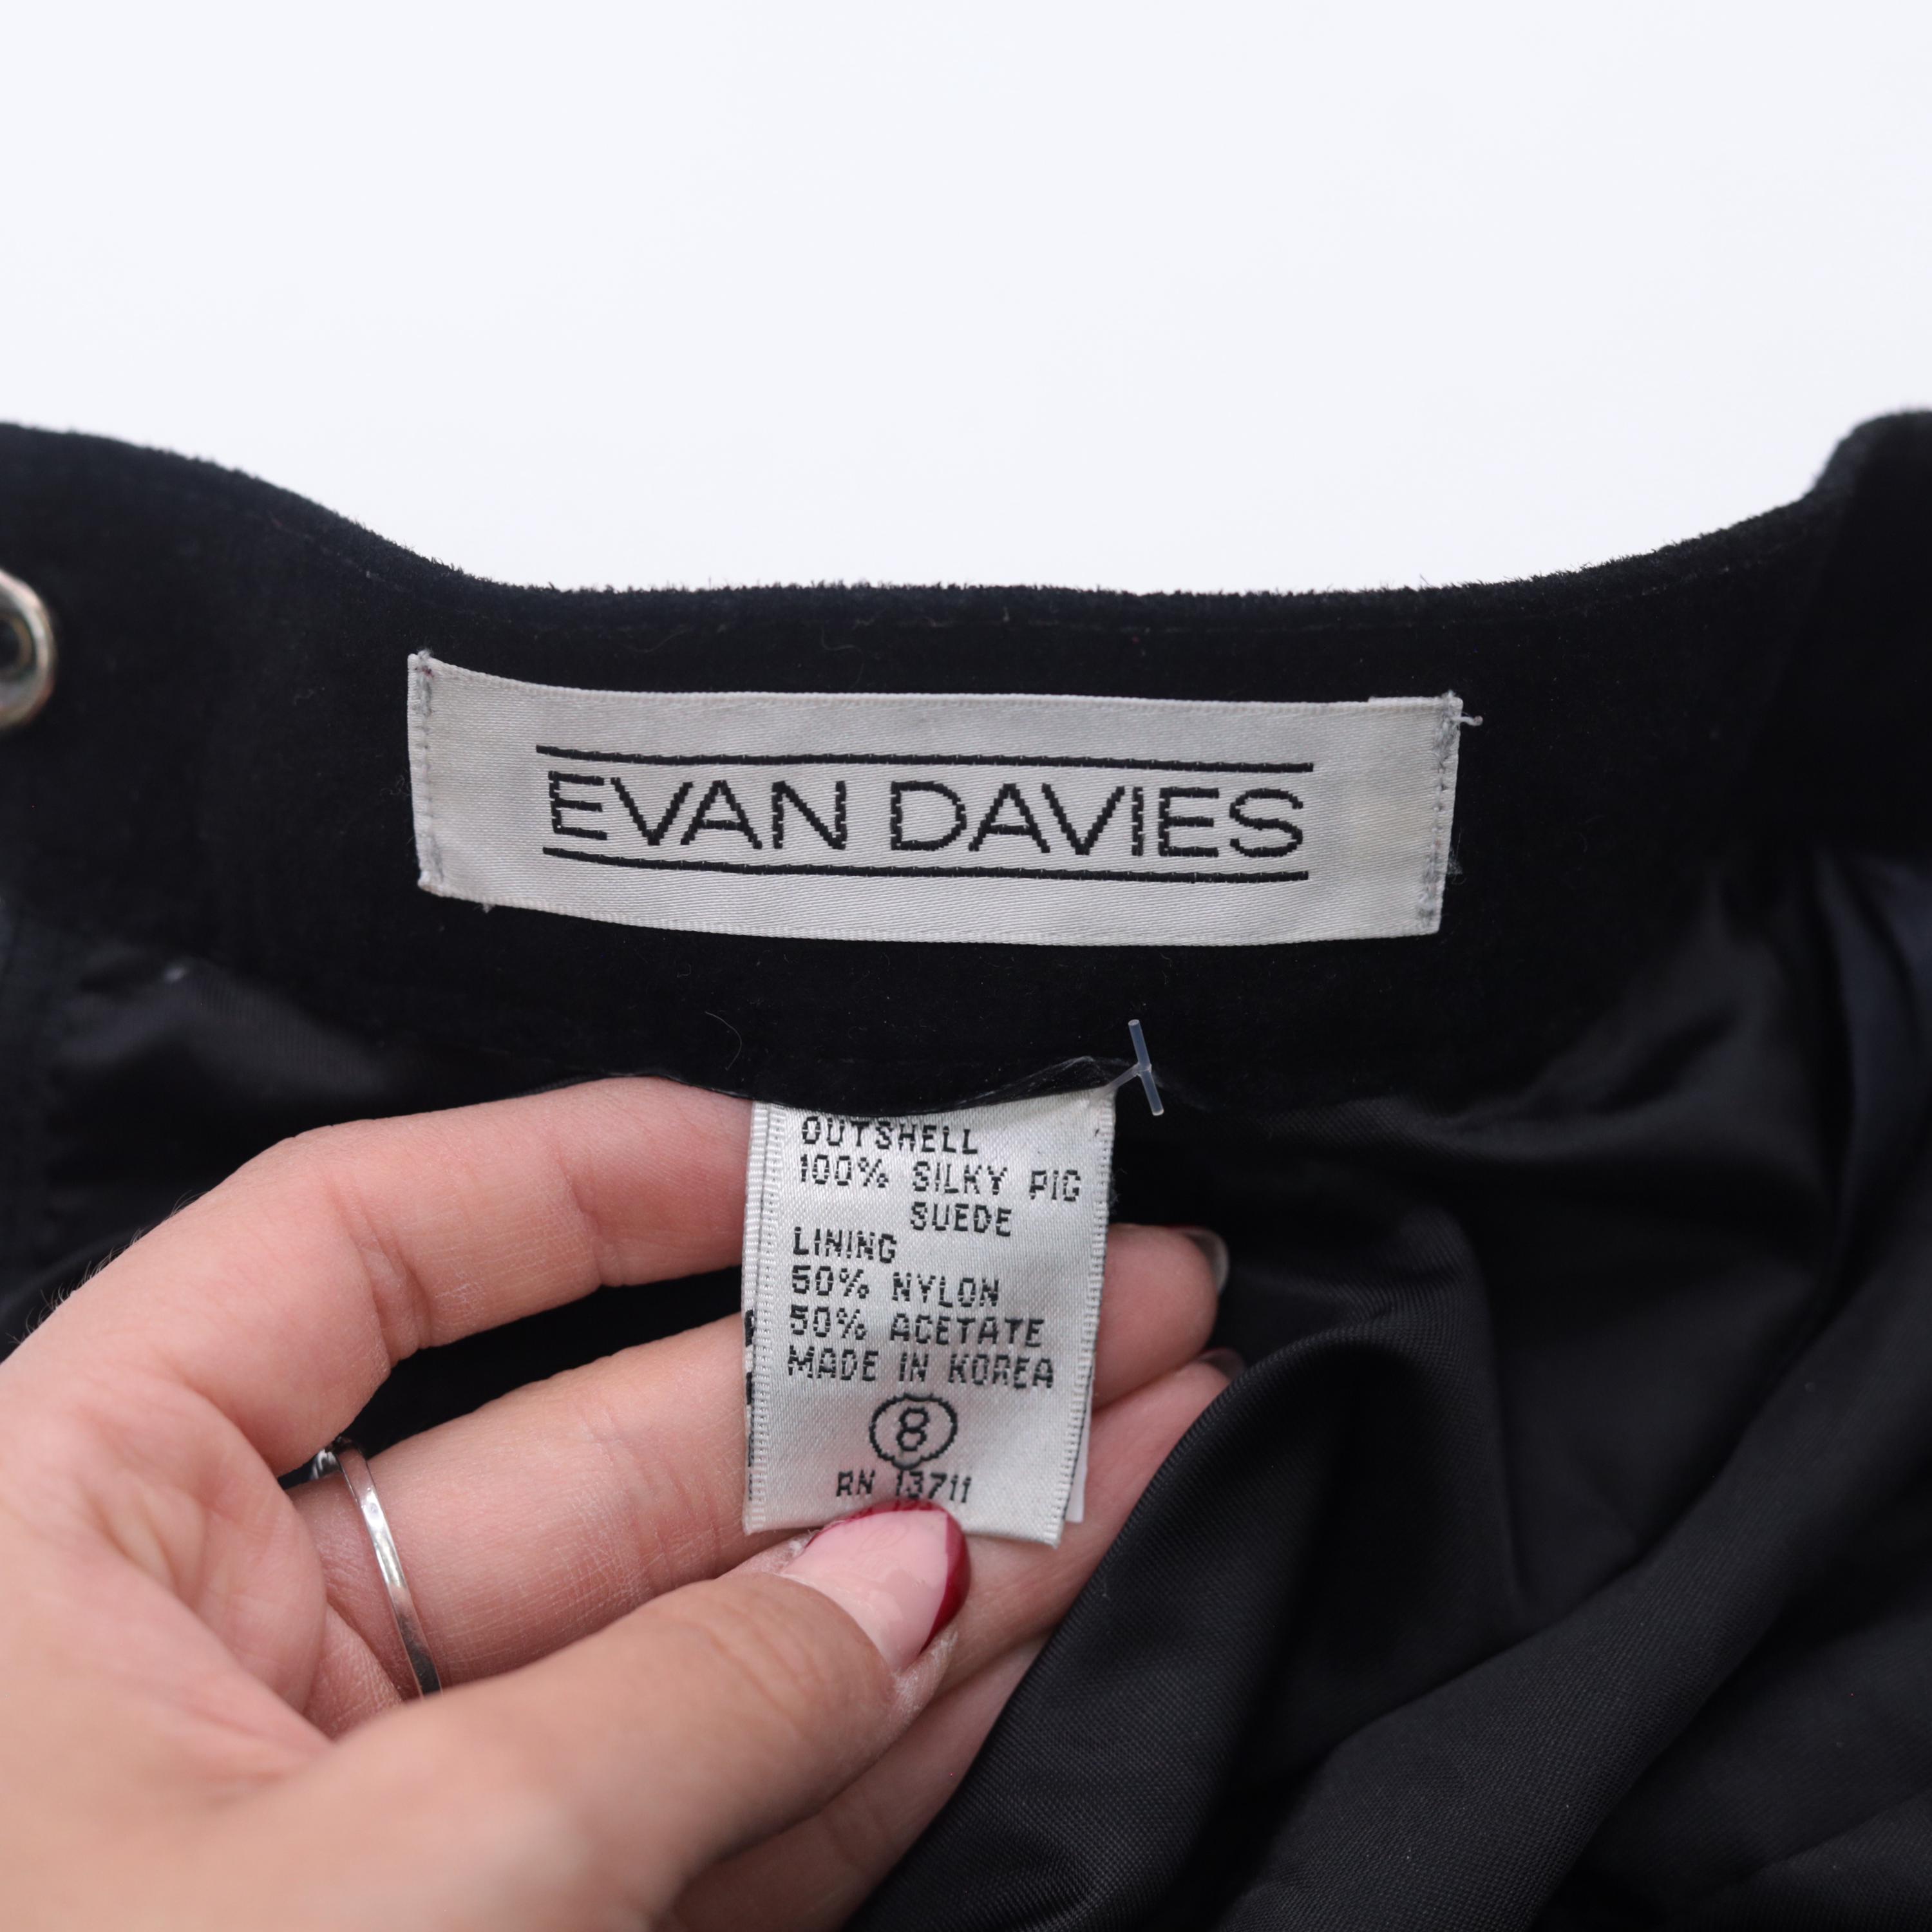 EVAN DAVIES
OUTSHELL
100% SILKY PIG
SUEDE
LINING
50% NYLON
50% ACETATE
MADE IN KOREA
8
RN 13711